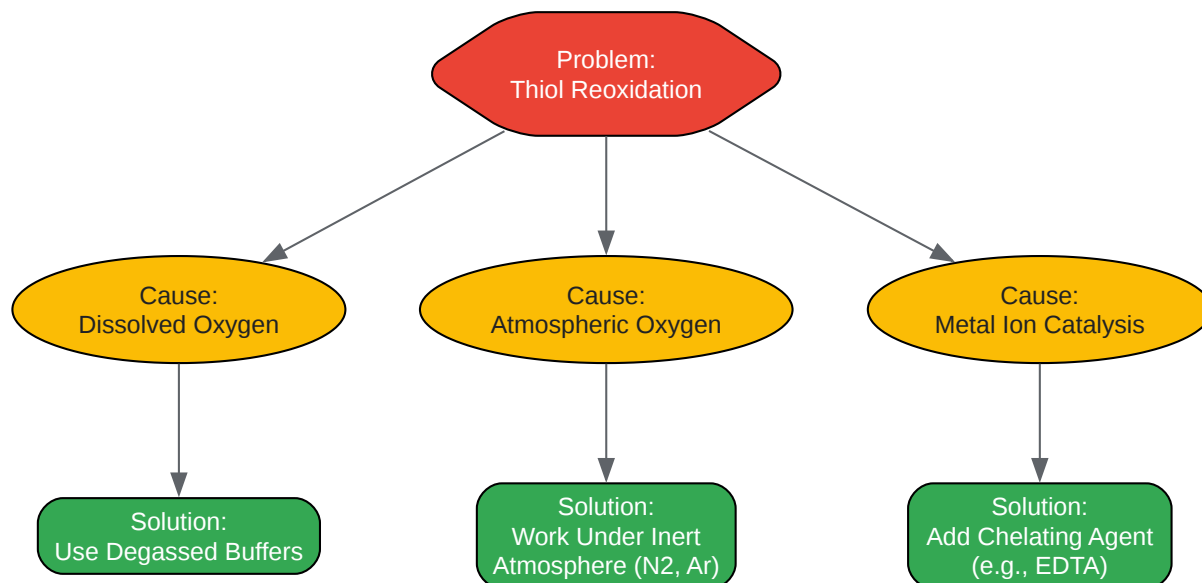 Problem:
Thiol Reoxidation
Cause:
Dissolved Oxygen
Cause:
Atmospheric Oxygen
Cause:
Metal Ion Catalysis
Solution:
Use Degassed Buffers
Solution:
Work Under Inert
Atmosphere (N2, Ar)
Solution:
Add Chelating Agent
(e.g., EDTA)